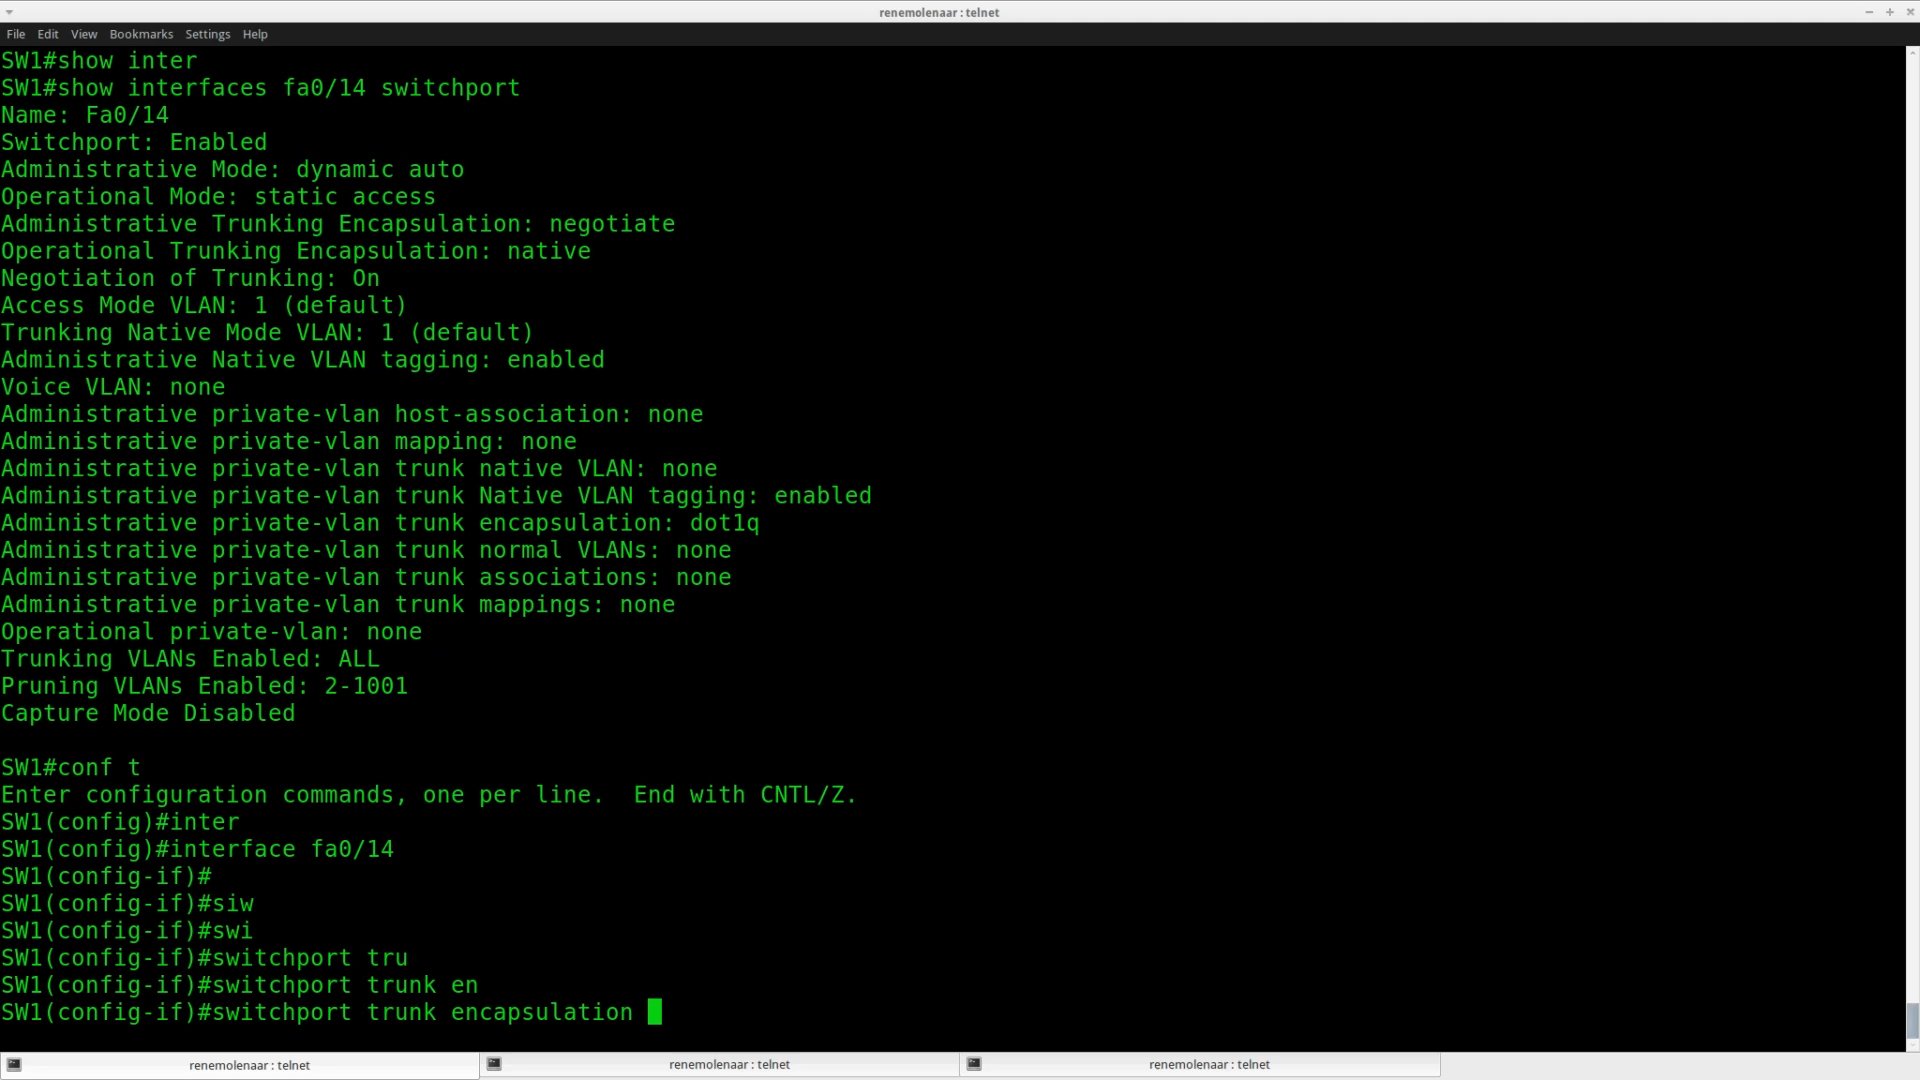 renemolenaar : telnet
File Edit View Bookmarks Settings Help
SW1#show inter
SW1#show interfaces fa0/14 switchport
Name: Fa0/14
Switchport: Enabled
Administrative Mode: dynamic auto
Operational Mode: static access
Administrative Trunking Encapsulation: negotiate
Operational Trunking Encapsulation: native
Negotiation of Trunking: On
Access Mode VLAN: 1 (default)
Trunking Native Mode VLAN: 1 (default)
Administrative Native VLAN tagging: enabled
Voice VLAN: none
Administrative private-vlan host-association: none
Administrative private-vlan mapping: none
Administrative private-vlan trunk native VLAN: none
Administrative private-vlan trunk Native VLAN tagging: enabled
Administrative private-vlan trunk encapsulation: dot1q
Administrative private-vlan trunk normal VLANs: none
Administrative private-vlan trunk associations: none
Administrative private-vlan trunk mappings: none
Operational private-vlan: none
Trunking VLANs Enabled: ALL
Pruning VLANs Enabled: 2-1001
Capture Mode Disabled
SW1#conf t
Enter configuration commands, one per line.  End with CNTL/Z.
SW1(config)#inter
SW1(config)#interface fa0/14
SW1(config-if)#
SW1(config-if)#siw
SW1(config-if)#swi
SW1(config-if)#switchport tru
SW1(config-if)#switchport trunk en
SW1(config-if)#switchport trunk encapsulation
renemolenaar : telnet renemolenaar : telnet renemolenaar : telnet